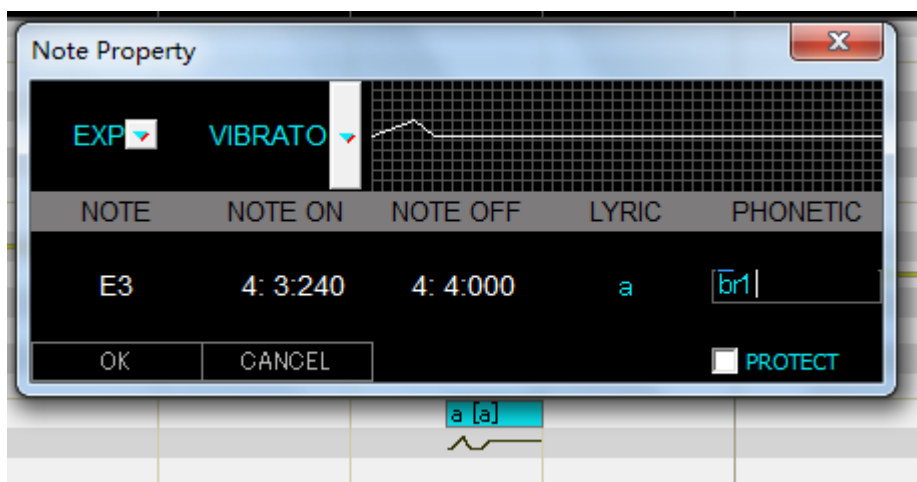 Note Property
EXP VIBRATO
NOTE NOTE ON NOTE OFF LYRIC PHONETIC
E3 4: 3:240 4: 4:000 a br1
OK CANCEL PROTECT
a [a]